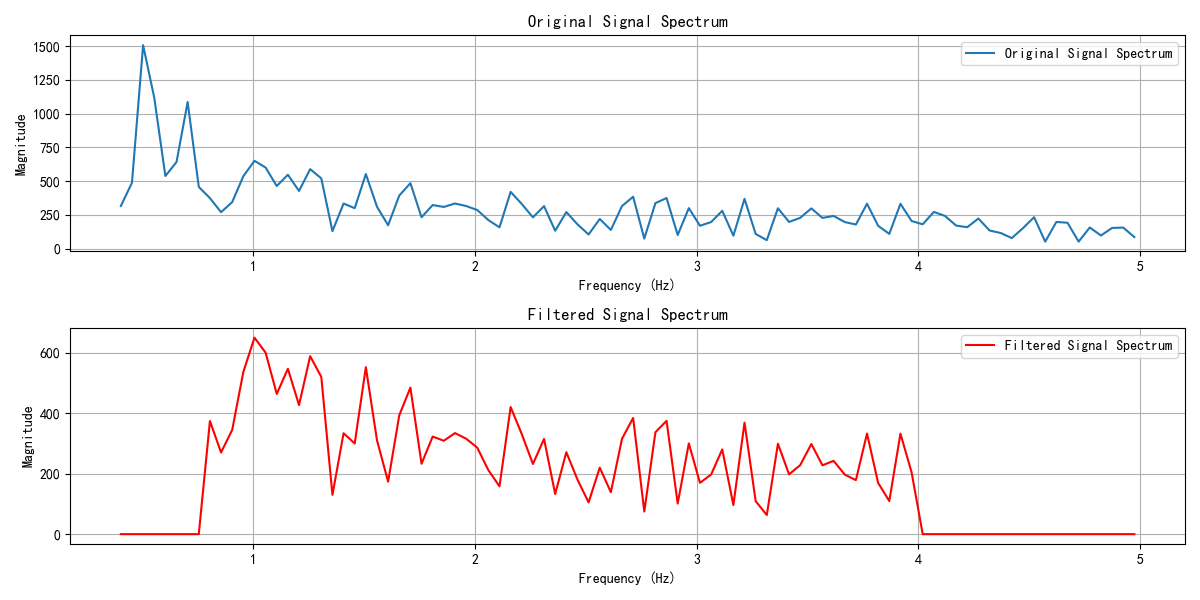 Original Signal Spectrum
Original Signal Spectrum
Magnitude
1500
1250
1000
750
500
250
0
1 2 3 4 5
Frequency (Hz)
Filtered Signal Spectrum
Filtered Signal Spectrum
Magnitude
600
400
200
0
1 2 3 4 5
Frequency (Hz)